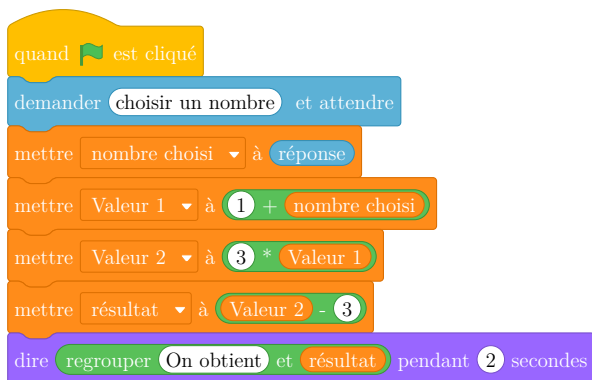 quand est cliqué
demander choisir un nombre et attendre
mettre nombre choisi à réponse
mettre Valeur 1 à 1 + nombre choisi
mettre Valeur 2 à 3 * Valeur 1
mettre résultat à Valeur 2 - 3
dire regrouper On obtient et résultat pendant 2 secondes